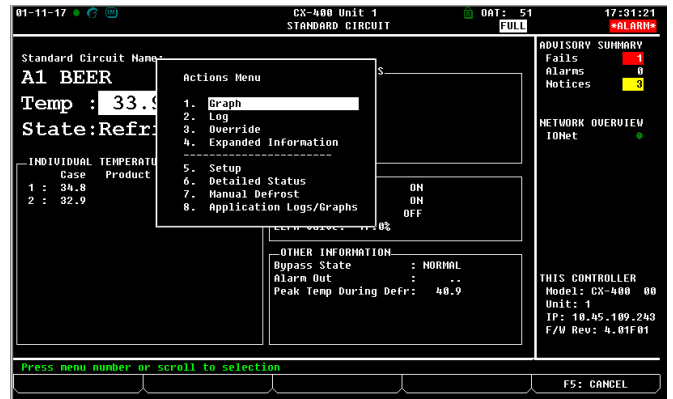 01-11-17 CX-400 Unit 1 OAT: 51 17:31:21
STANDARD CIRCUIT FULL *ALARM*
Standard Circuit Name:
A1 BEER
Temp : 33.9
State:Refri
INDIVIDUAL TEMPERATU
Case Product
1 : 34.8
2 : 32.9
Actions Menu
1. Graph
2. Log
3. Override
4. Expanded Information
----------------------
5. Setup
6. Detailed Status
7. Manual Defrost
8. Application Logs/Graphs
S
ON
ON
OFF
OTHER INFORMATION
Bypass State : NORMAL
Alarm Out : ..
Peak Temp During Defr: 40.9
ADVISORY SUMMARY
Fails 1
Alarms 0
Notices 3
NETWORK OVERVIEW
IONet
THIS CONTROLLER
Model: CX-400 00
Unit: 1
IP: 10.45.109.243
F/W Rev: 4.01F01
Press menu number or scroll to selection
F5: CANCEL